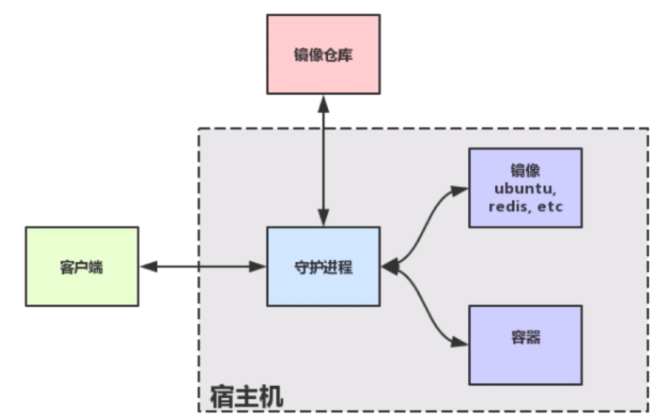 镜像仓库
镜像
ubuntu,
redis, etc
客户端
守护进程
容器
宿主机